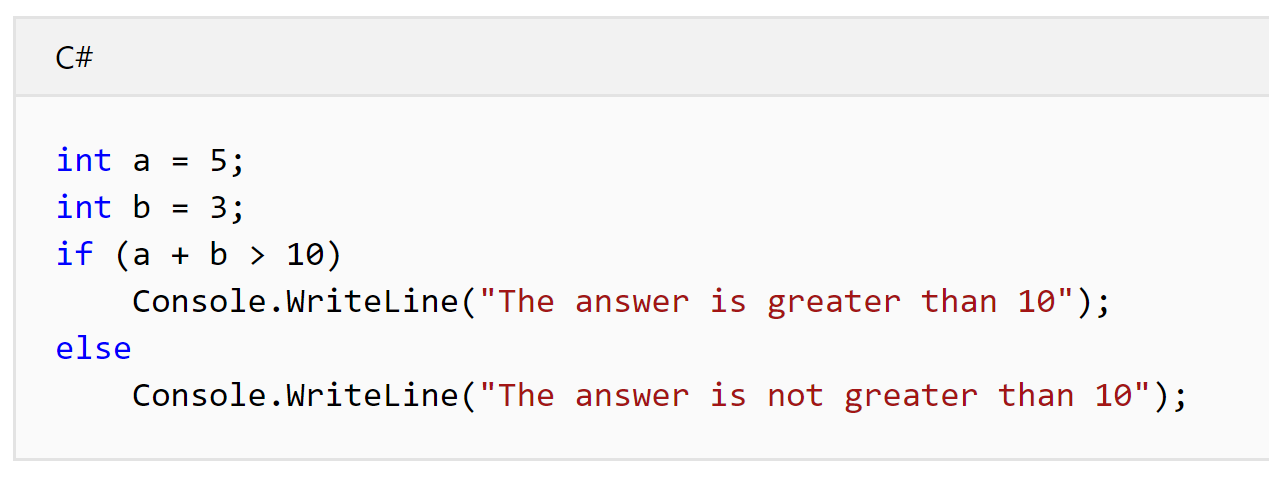 C#
int a = 5;
int b = 3;
if (a + b > 10)
    Console.WriteLine("The answer is greater than 10");
else
    Console.WriteLine("The answer is not greater than 10");